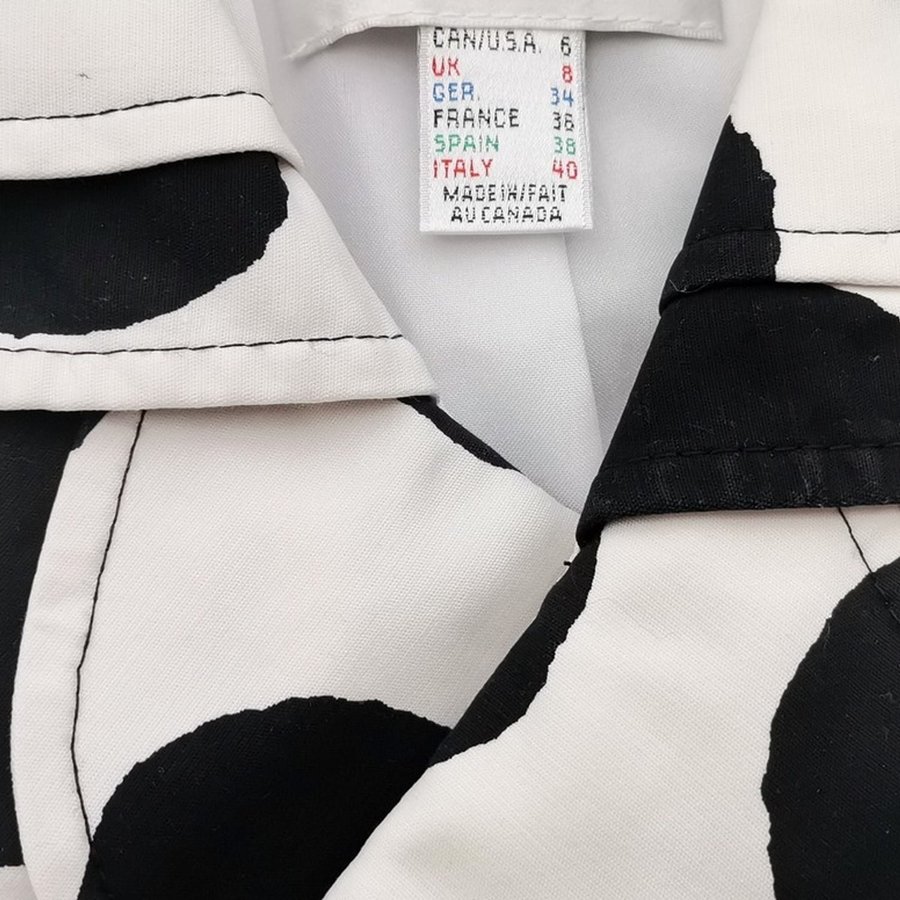 CAN/U.S.A. 6
UK 8
GER. 34
FRANCE 36
SPAIN 38
ITALY 40
MADE IN/FAIT
AU CANADA